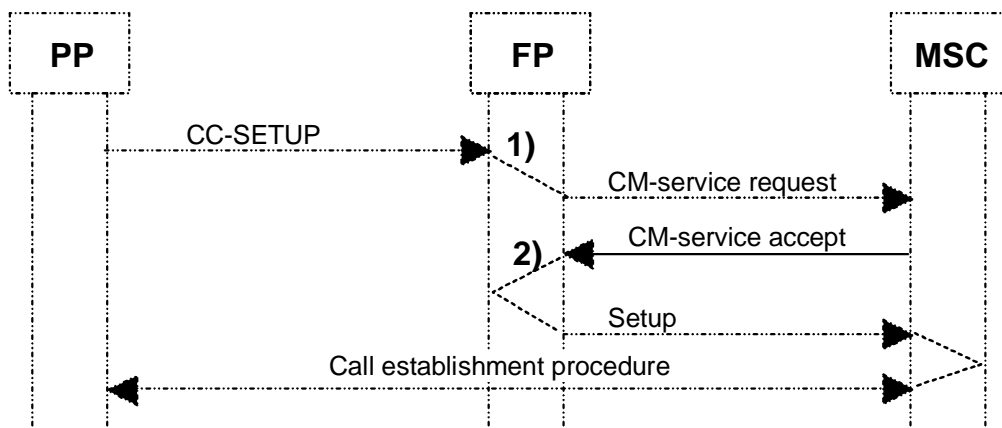 PP FP MSC
CC-SETUP 1)
CM-service request
2) CM-service accept
Setup
Call establishment procedure